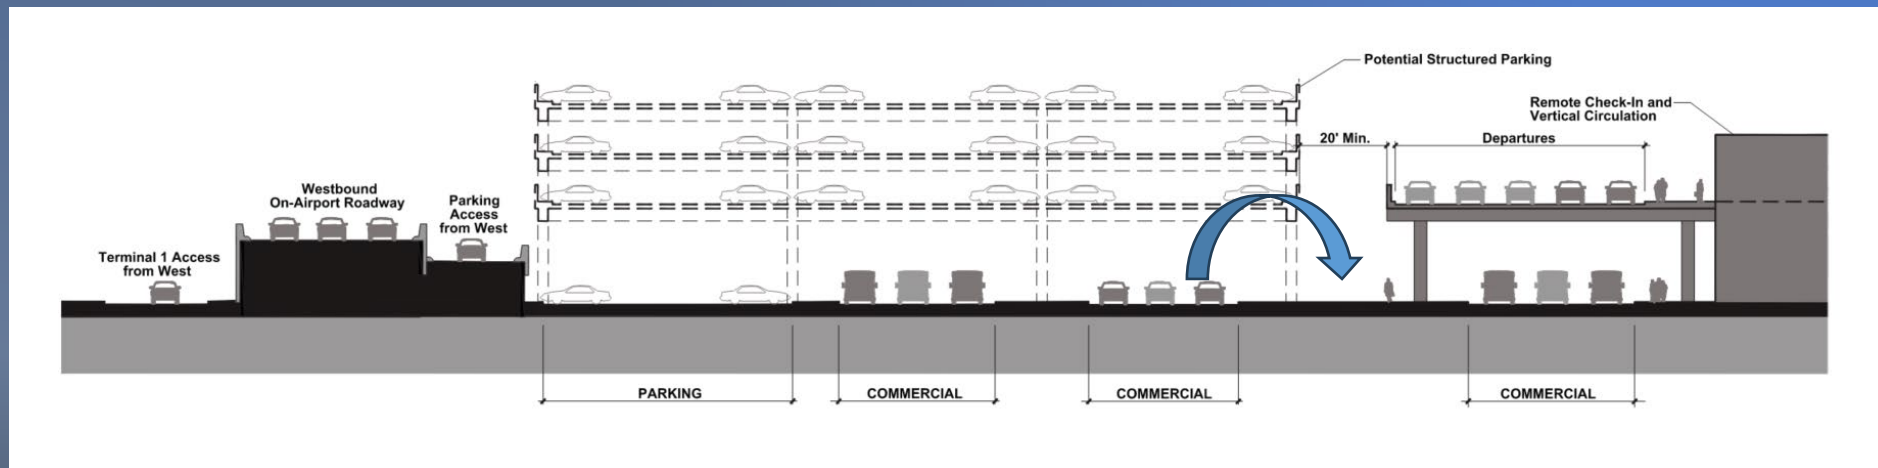 Potential Structured Parking
Remote Check-In and
Vertical Circulation
20' Min.
Departures
Westbound
On-Airport Roadway
Parking
Access
from West
Terminal 1 Access
from West
PARKING
COMMERCIAL
COMMERCIAL
COMMERCIAL